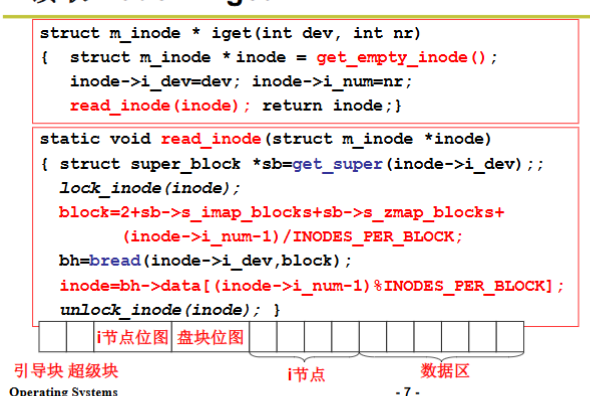 struct m_inode * iget(int dev, int nr)
{ struct m_inode * inode = get_empty_inode();
inode->i_dev=dev; inode->i_num=nr;
read_inode(inode); return inode;}
static void read_inode(struct m_inode *inode)
{ struct super_block *sb=get_super(inode->i_dev);;
lock_inode(inode);
block=2+sb->s_imap_blocks+sb->s_zmap_blocks+
(inode->i_num-1)/INODES_PER_BLOCK;
bh=bread(inode->i_dev,block);
inode=bh->data[(inode->i_num-1)%INODES_PER_BLOCK];
unlock_inode(inode); }
i节点位图 盘块位图
引导块 超级块 i节点 数据区
Operating Systems - 7 -